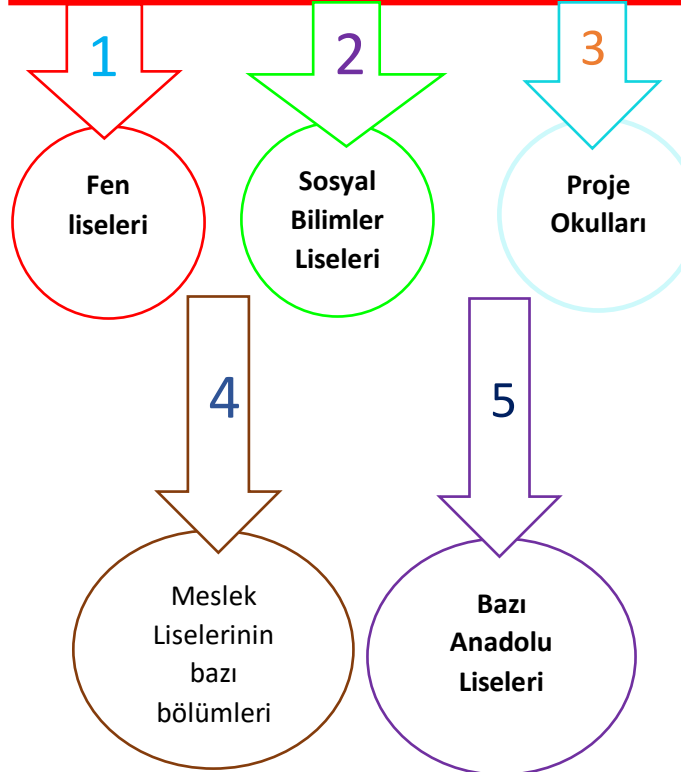 1
2
3
Fen
liseleri
Sosyal
Bilimler
Liseleri
Proje
Okulları
4
5
Meslek
Liselerinin
bazı
bölümleri
Bazı
Anadolu
Liseleri